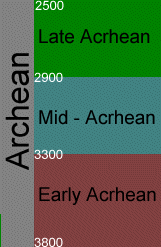 2500
Late Acrhean
2900
Archean
Mid - Acrhean
3300
Early Acrhean
3800